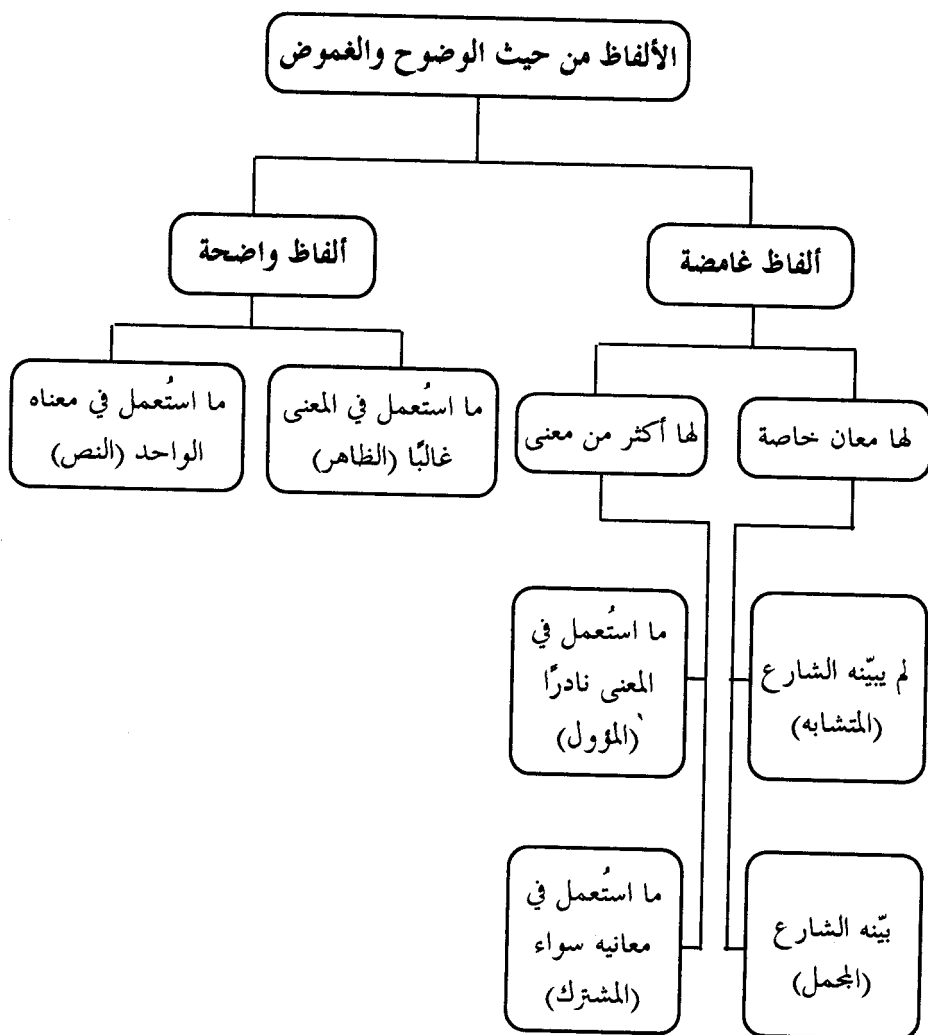 الألفاظ من حيث الوضوح والغموض
ألفاظ غامضة
ألفاظ واضحة
لها معان خاصة
لها أكثر من معنى
ما استُعمل في المعنى
غالبًا (الظاهر)
ما استُعمل في معناه
الواحد (النص)
لم يبيّنه الشارع
(المتشابه)
ما استُعمل في
المعنى نادرًا
(المؤول)
بيّنه الشارع
(المجمل)
ما استُعمل في
معانيه سواء
(المشترك)